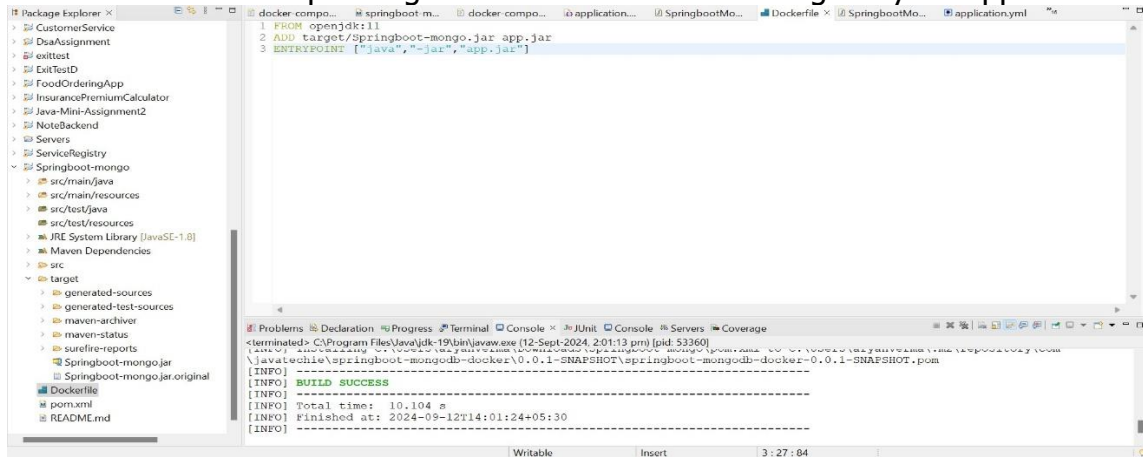 Package Explorer
CustomerService
DsaAssignment
exittest
ExitTestD
FoodOrderingApp
InsurancePremiumCalculator
Java-Mini-Assignment2
NoteBackend
Servers
ServiceRegistry
Springboot-mongo
src/main/java
src/main/resources
src/test/java
src/test/resources
JRE System Library [JavaSE-1.8]
Maven Dependencies
src
target
generated-sources
generated-test-sources
maven-archiver
maven-status
surefire-reports
Springboot-mongo.jar
Springboot-mongo.jar.original
Dockerfile
pom.xml
README.md
docker-compo... springboot-m... docker-compo... application.... SpringbootMo... Dockerfile SpringbootMo... application.yml
1 FROM openjdk:11
2 ADD target/Springboot-mongo.jar app.jar
3 ENTRYPOINT ["java","-jar","app.jar"]
Problems Declaration Progress Terminal Console JUnit Console Servers Coverage
<terminated> C:\Program Files\Java\jdk-19\bin\javaw.exe (12-Sept-2024, 2:01:13 pm) [pid: 53360]
\javatechie\springboot-mongodb-docker\0.0.1-SNAPSHOT\springboot-mongodb-docker-0.0.1-SNAPSHOT.pom
[INFO] ------------------------------------------------------------------------
[INFO] BUILD SUCCESS
[INFO] ------------------------------------------------------------------------
[INFO] Total time: 10.104 s
[INFO] Finished at: 2024-09-12T14:01:24+05:30
[INFO] ------------------------------------------------------------------------
Writable Insert 3 : 27 : 84